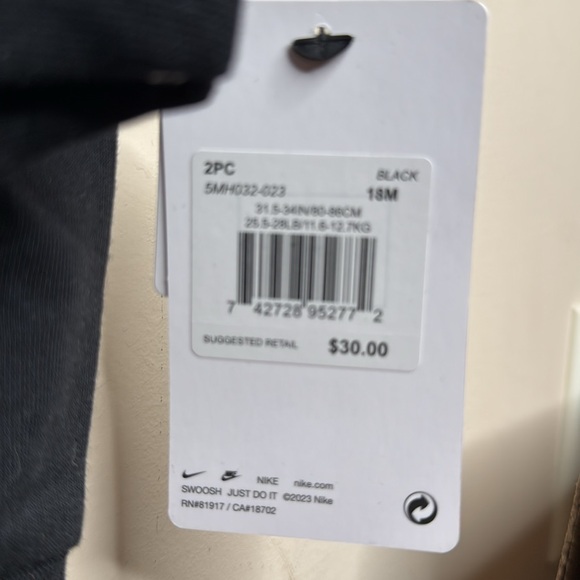 2PC BLACK
5MH032-023 18M
31.5-34IN/80-86CM
25.5-28LB/11.6-12.7KG
7 42728 95277 2
SUGGESTED RETAIL $30.00
NIKE nike.com
SWOOSH JUST DO IT ©2023 Nike
RN#81917 / CA#18702